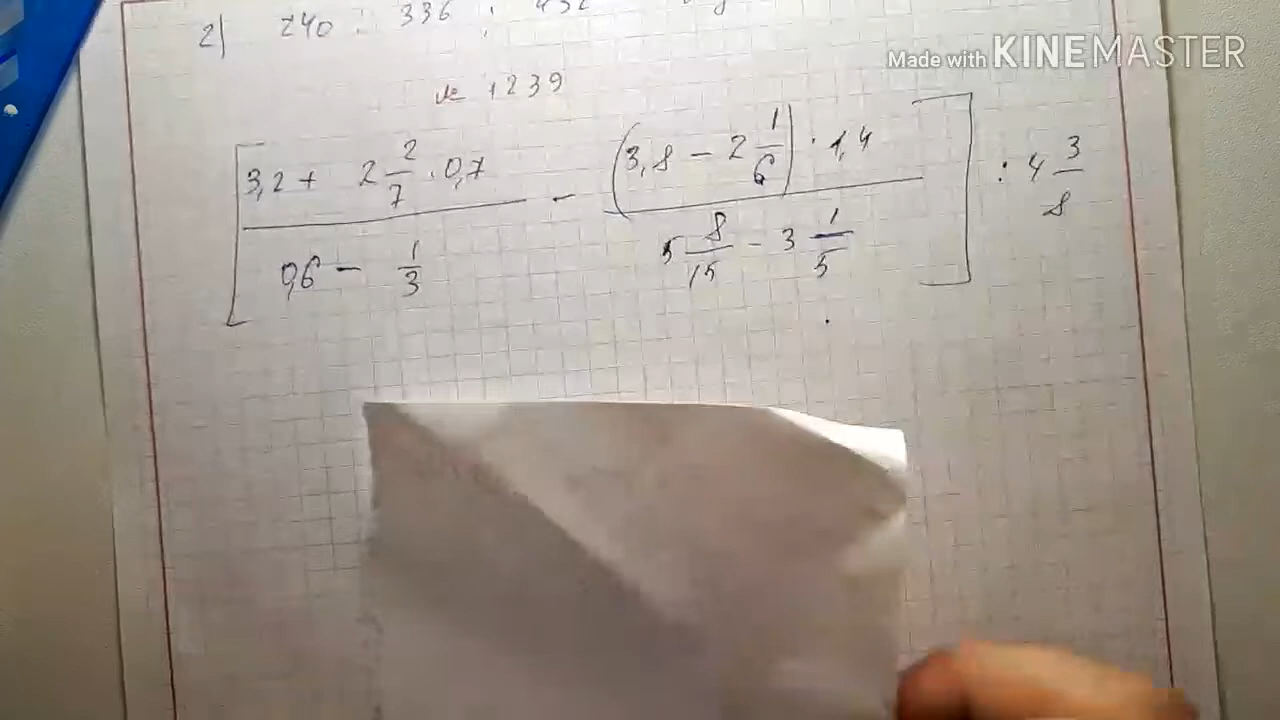 2) 240 : 336 : 432
Made with KINEMASTER
№ 1239
[ (3,2 + 2 2/7 · 0,7) / (0,6 - 1/3) - ((3,8 - 2 1/6) · 1,4) / (5 8/15 - 3 1/5) ] : 4 3/8